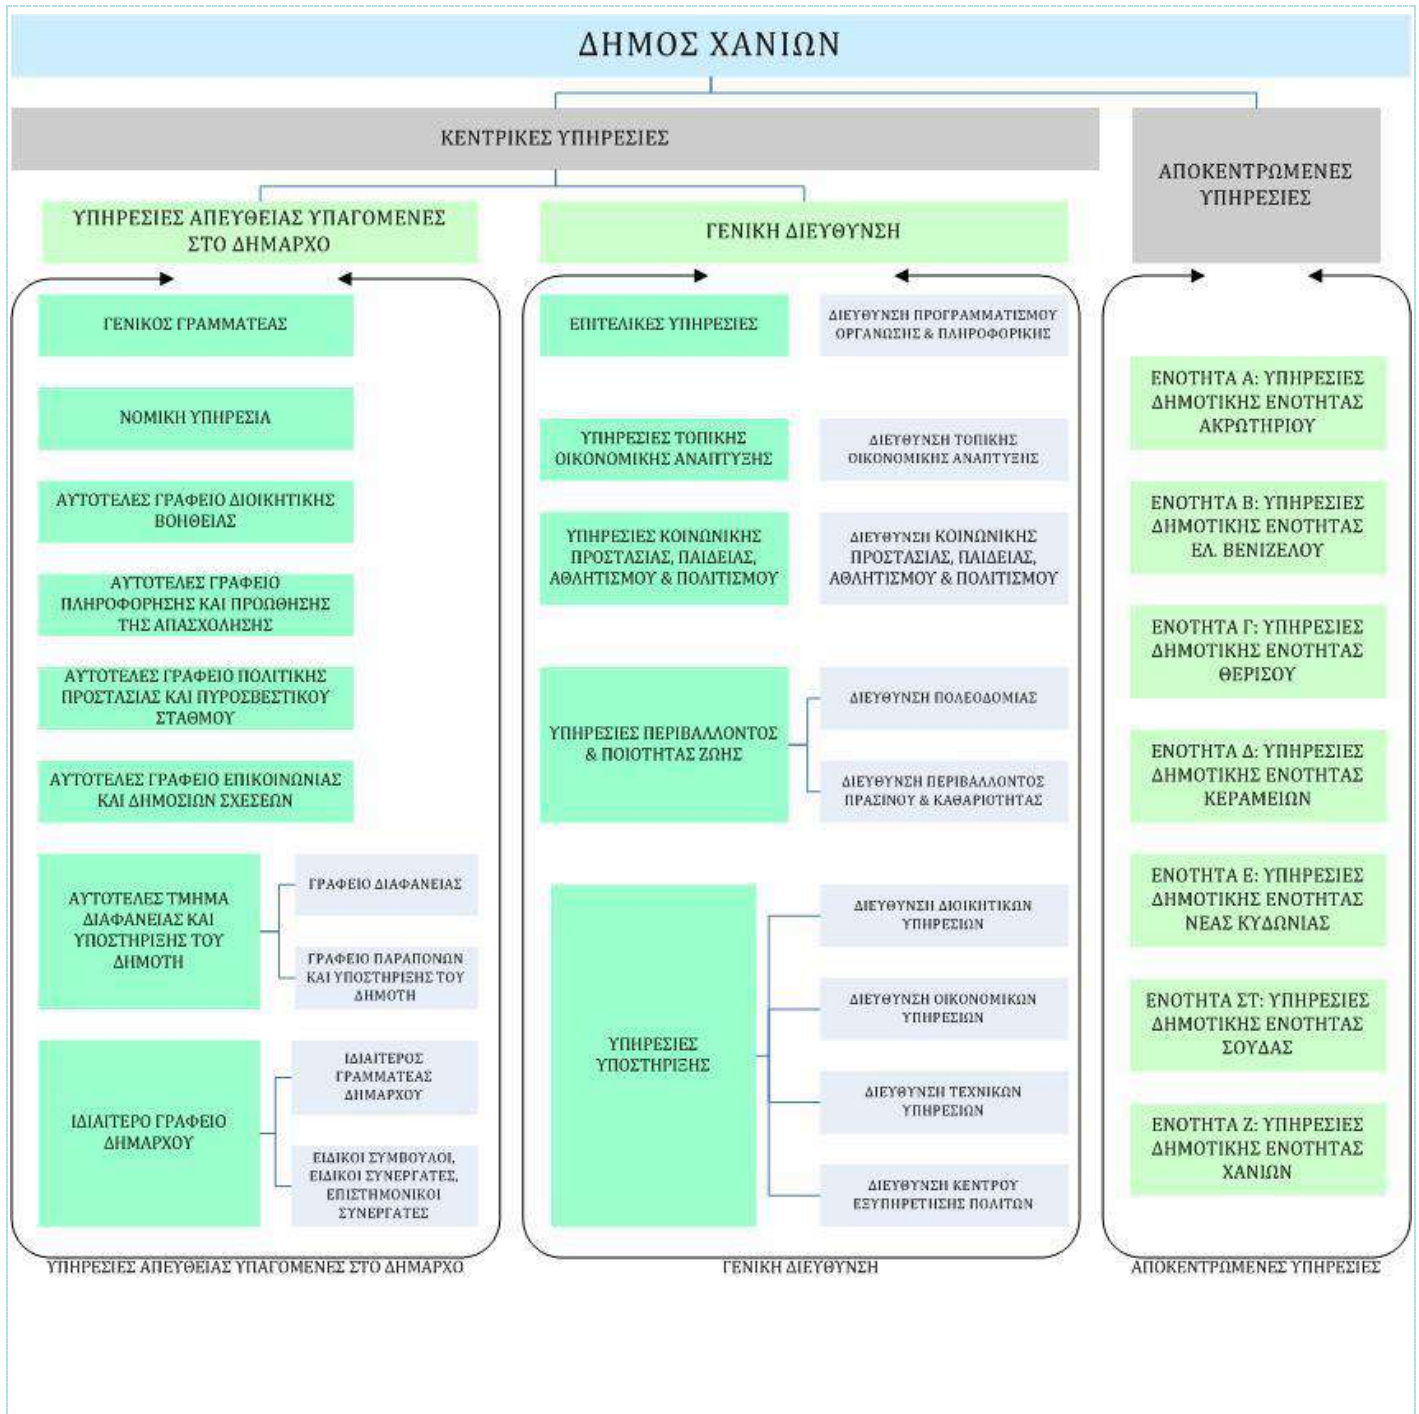 ΔΗΜΟΣ ΧΑΝΙΩΝ
ΚΕΝΤΡΙΚΕΣ ΥΠΗΡΕΣΙΕΣ
ΑΠΟΚΕΝΤΡΩΜΕΝΕΣ
ΥΠΗΡΕΣΙΕΣ
ΥΠΗΡΕΣΙΕΣ ΑΠΕΥΘΕΙΑΣ ΥΠΑΓΟΜΕΝΕΣ
ΣΤΟ ΔΗΜΑΡΧΟ
ΓΕΝΙΚΟΣ ΓΡΑΜΜΑΤΕΑΣ
ΝΟΜΙΚΗ ΥΠΗΡΕΣΙΑ
ΑΥΤΟΤΕΛΕΣ ΓΡΑΦΕΙΟ ΔΙΟΙΚΗΤΙΚΗΣ
ΒΟΗΘΕΙΑΣ
ΑΥΤΟΤΕΛΕΣ ΓΡΑΦΕΙΟ
ΠΛΗΡΟΦΟΡΗΣΗΣ ΚΑΙ ΠΡΟΩΘΗΣΗΣ
ΤΗΣ ΑΠΑΣΧΟΛΗΣΗΣ
ΑΥΤΟΤΕΛΕΣ ΓΡΑΦΕΙΟ ΠΟΛΙΤΙΚΗΣ
ΠΡΟΣΤΑΣΙΑΣ ΚΑΙ ΠΥΡΟΣΒΕΣΤΙΚΟΥ
ΣΤΑΘΜΟΥ
ΑΥΤΟΤΕΛΕΣ ΓΡΑΦΕΙΟ ΕΠΙΚΟΙΝΩΝΙΑΣ
ΚΑΙ ΔΗΜΟΣΙΩΝ ΣΧΕΣΕΩΝ
ΑΥΤΟΤΕΛΕΣ ΤΜΗΜΑ
ΔΙΑΦΑΝΕΙΑΣ ΚΑΙ
ΥΠΟΣΤΗΡΙΞΗΣ ΤΟΥ
ΔΗΜΟΤΗ
ΓΡΑΦΕΙΟ ΔΙΑΦΑΝΕΙΑΣ
ΓΡΑΦΕΙΟ ΠΑΡΑΠΟΝΩΝ
ΚΑΙ ΥΠΟΣΤΗΡΙΞΗΣ ΤΟΥ
ΔΗΜΟΤΗ
ΙΔΙΑΙΤΕΡΟ ΓΡΑΦΕΙΟ
ΔΗΜΑΡΧΟΥ
ΙΔΙΑΙΤΕΡΟΣ
ΓΡΑΜΜΑΤΕΑΣ
ΔΗΜΑΡΧΟΥ
ΕΙΔΙΚΟΙ ΣΥΜΒΟΥΛΟΙ,
ΕΙΔΙΚΟΙ ΣΥΝΕΡΓΑΤΕΣ,
ΕΠΙΣΤΗΜΟΝΙΚΟΙ
ΣΥΝΕΡΓΑΤΕΣ
ΥΠΗΡΕΣΙΕΣ ΑΠΕΥΘΕΙΑΣ ΥΠΑΓΟΜΕΝΕΣ ΣΤΟ ΔΗΜΑΡΧΟ
ΓΕΝΙΚΗ ΔΙΕΥΘΥΝΣΗ
ΕΠΙΤΕΛΙΚΕΣ ΥΠΗΡΕΣΙΕΣ
ΔΙΕΥΘΥΝΣΗ ΠΡΟΓΡΑΜΜΑΤΙΣΜΟΥ
ΟΡΓΑΝΩΣΗΣ & ΠΛΗΡΟΦΟΡΙΚΗΣ
ΥΠΗΡΕΣΙΕΣ ΤΟΠΙΚΗΣ
ΟΙΚΟΝΟΜΙΚΗΣ ΑΝΑΠΤΥΞΗΣ
ΔΙΕΥΘΥΝΣΗ ΤΟΠΙΚΗΣ
ΟΙΚΟΝΟΜΙΚΗΣ ΑΝΑΠΤΥΞΗΣ
ΥΠΗΡΕΣΙΕΣ ΚΟΙΝΩΝΙΚΗΣ
ΠΡΟΣΤΑΣΙΑΣ, ΠΑΙΔΕΙΑΣ,
ΑΘΛΗΤΙΣΜΟΥ & ΠΟΛΙΤΙΣΜΟΥ
ΔΙΕΥΘΥΝΣΗ ΚΟΙΝΩΝΙΚΗΣ
ΠΡΟΣΤΑΣΙΑΣ, ΠΑΙΔΕΙΑΣ,
ΑΘΛΗΤΙΣΜΟΥ & ΠΟΛΙΤΙΣΜΟΥ
ΥΠΗΡΕΣΙΕΣ ΠΕΡΙΒΑΛΛΟΝΤΟΣ
& ΠΟΙΟΤΗΤΑΣ ΖΩΗΣ
ΔΙΕΥΘΥΝΣΗ ΠΟΛΕΟΔΟΜΙΑΣ
ΔΙΕΥΘΥΝΣΗ ΠΕΡΙΒΑΛΛΟΝΤΟΣ
ΠΡΑΣΙΝΟΥ & ΚΑΘΑΡΙΟΤΗΤΑΣ
ΥΠΗΡΕΣΙΕΣ
ΥΠΟΣΤΗΡΙΞΗΣ
ΔΙΕΥΘΥΝΣΗ ΔΙΟΙΚΗΤΙΚΩΝ
ΥΠΗΡΕΣΙΩΝ
ΔΙΕΥΘΥΝΣΗ ΟΙΚΟΝΟΜΙΚΩΝ
ΥΠΗΡΕΣΙΩΝ
ΔΙΕΥΘΥΝΣΗ ΤΕΧΝΙΚΩΝ
ΥΠΗΡΕΣΙΩΝ
ΔΙΕΥΘΥΝΣΗ ΚΕΝΤΡΟΥ
ΕΞΥΠΗΡΕΤΗΣΗΣ ΠΟΛΙΤΩΝ
ΓΕΝΙΚΗ ΔΙΕΥΘΥΝΣΗ
ΕΝΟΤΗΤΑ Α: ΥΠΗΡΕΣΙΕΣ
ΔΗΜΟΤΙΚΗΣ ΕΝΟΤΗΤΑΣ
ΑΚΡΩΤΗΡΙΟΥ
ΕΝΟΤΗΤΑ Β: ΥΠΗΡΕΣΙΕΣ
ΔΗΜΟΤΙΚΗΣ ΕΝΟΤΗΤΑΣ
ΕΛ. ΒΕΝΙΖΕΛΟΥ
ΕΝΟΤΗΤΑ Γ: ΥΠΗΡΕΣΙΕΣ
ΔΗΜΟΤΙΚΗΣ ΕΝΟΤΗΤΑΣ
ΘΕΡΙΣΟΥ
ΕΝΟΤΗΤΑ Δ: ΥΠΗΡΕΣΙΕΣ
ΔΗΜΟΤΙΚΗΣ ΕΝΟΤΗΤΑΣ
ΚΕΡΑΜΕΙΩΝ
ΕΝΟΤΗΤΑ Ε: ΥΠΗΡΕΣΙΕΣ
ΔΗΜΟΤΙΚΗΣ ΕΝΟΤΗΤΑΣ
ΝΕΑΣ ΚΥΔΩΝΙΑΣ
ΕΝΟΤΗΤΑ ΣΤ: ΥΠΗΡΕΣΙΕΣ
ΔΗΜΟΤΙΚΗΣ ΕΝΟΤΗΤΑΣ
ΣΟΥΔΑΣ
ΕΝΟΤΗΤΑ Ζ: ΥΠΗΡΕΣΙΕΣ
ΔΗΜΟΤΙΚΗΣ ΕΝΟΤΗΤΑΣ
ΧΑΝΙΩΝ
ΑΠΟΚΕΝΤΡΩΜΕΝΕΣ ΥΠΗΡΕΣΙΕΣ